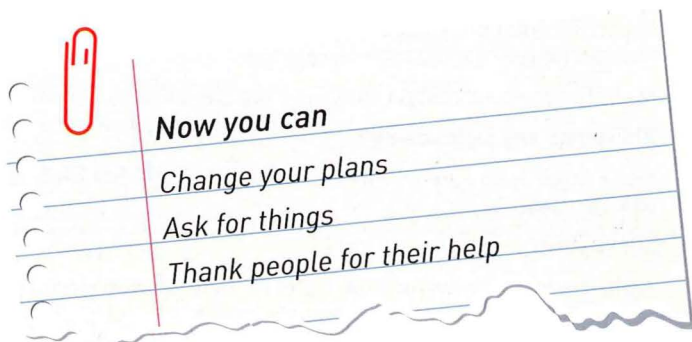 Now you can
Change your plans
Ask for things
Thank people for their help